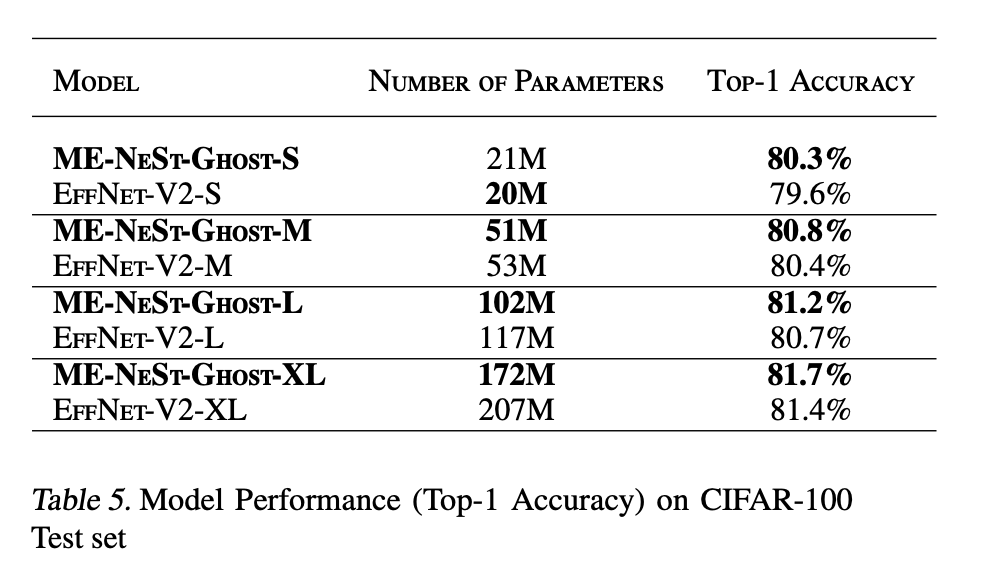 MODEL NUMBER OF PARAMETERS TOP-1 ACCURACY
ME-NEST-GHOST-S 21M 80.3%
EFFNET-V2-S 20M 79.6%
ME-NEST-GHOST-M 51M 80.8%
EFFNET-V2-M 53M 80.4%
ME-NEST-GHOST-L 102M 81.2%
EFFNET-V2-L 117M 80.7%
ME-NEST-GHOST-XL 172M 81.7%
EFFNET-V2-XL 207M 81.4%
Table 5. Model Performance (Top-1 Accuracy) on CIFAR-100
Test set